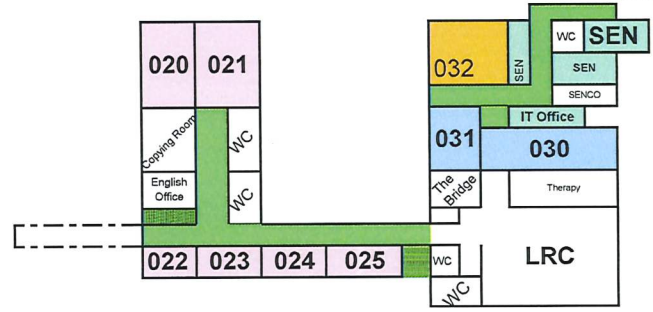 020
021
032
SEN
WC
SEN
SEN
SENCO
IT Office
031
030
Copying Room
WC
English
Office
WC
The
Bridge
Therapy
022
023
024
025
WC
WC
LRC